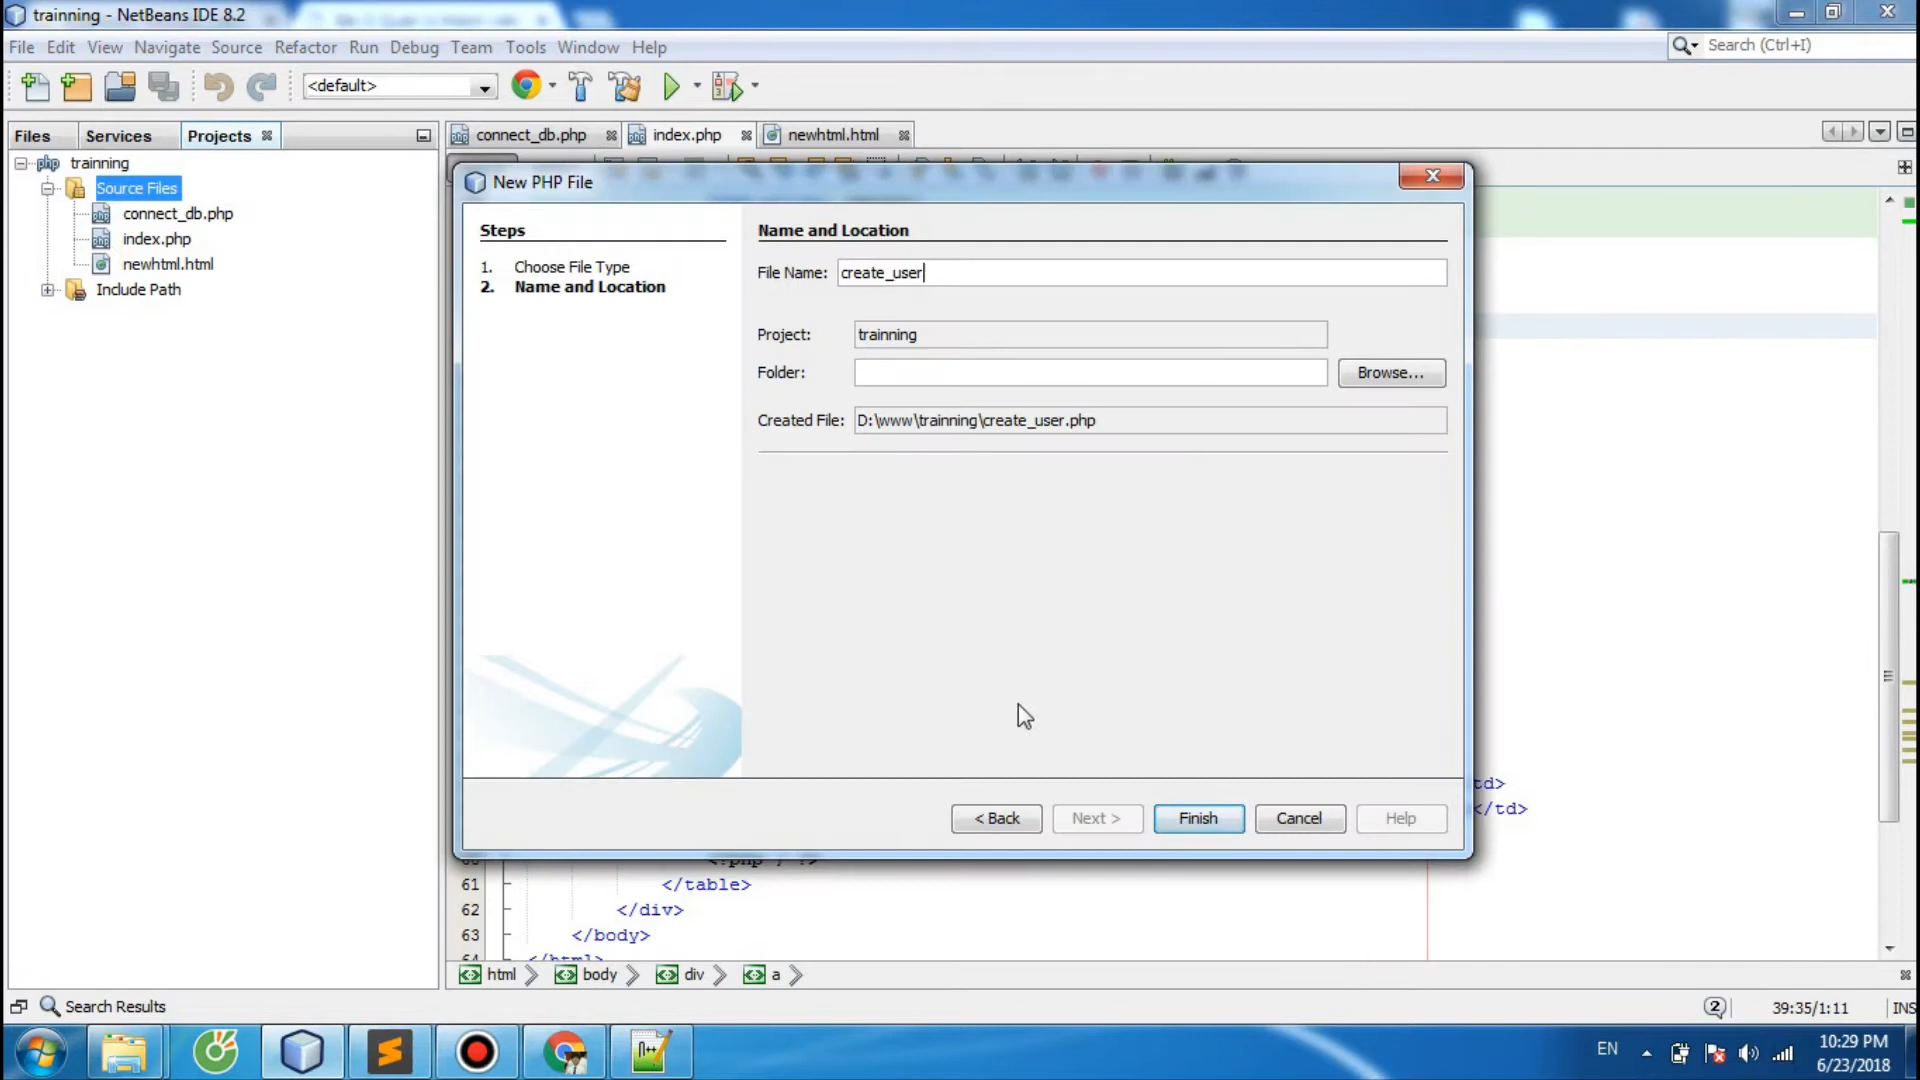 trainning - NetBeans IDE 8.2
File Edit View Navigate Source Refactor Run Debug Team Tools Window Help
Search (Ctrl+I)
<default>
Files Services Projects
connect_db.php index.php newhtml.html
trainning
Source Files
connect_db.php
index.php
newhtml.html
Include Path
New PHP File
Steps
1. Choose File Type
2. Name and Location
Name and Location
File Name: create_user
Project: trainning
Folder: Browse...
Created File: D:\www\trainning\create_user.php
< Back Next > Finish Cancel Help
td>
</td>
61 </table>
62 </div>
63 </body>
64 </html>
html body div a
Search Results
2 39:35/1:11 INS
EN
10:29 PM
6/23/2018